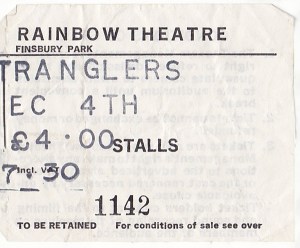 RAINBOW THEATRE
FINSBURY PARK
TRANGLERS
EC 4TH
£4.00 STALLS
Incl. V
7-30
1142
TO BE RETAINED For conditions of sale see over